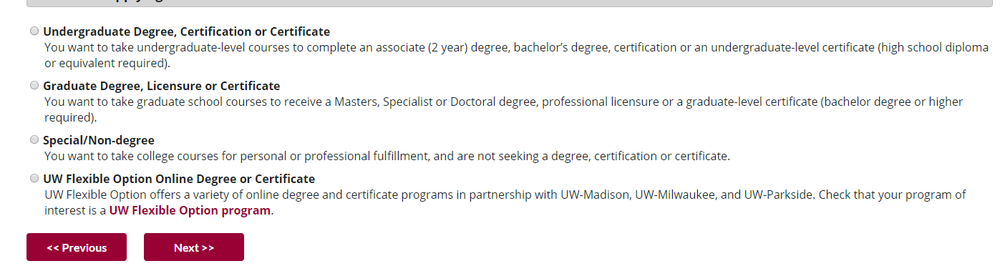 Undergraduate Degree, Certification or Certificate
You want to take undergraduate-level courses to complete an associate (2 year) degree, bachelor's degree, certification or an undergraduate-level certificate (high school diploma
or equivalent required).
Graduate Degree, Licensure or Certificate
You want to take graduate school courses to receive a Masters, Specialist or Doctoral degree, professional licensure or a graduate-level certificate (bachelor degree or higher
required).
Special/Non-degree
You want to take college courses for personal or professional fulfillment, and are not seeking a degree, certification or certificate.
UW Flexible Option Online Degree or Certificate
UW Flexible Option offers a variety of online degree and certificate programs in partnership with UW-Madison, UW-Milwaukee, and UW-Parkside. Check that your program of
interest is a UW Flexible Option program.
<< Previous Next >>